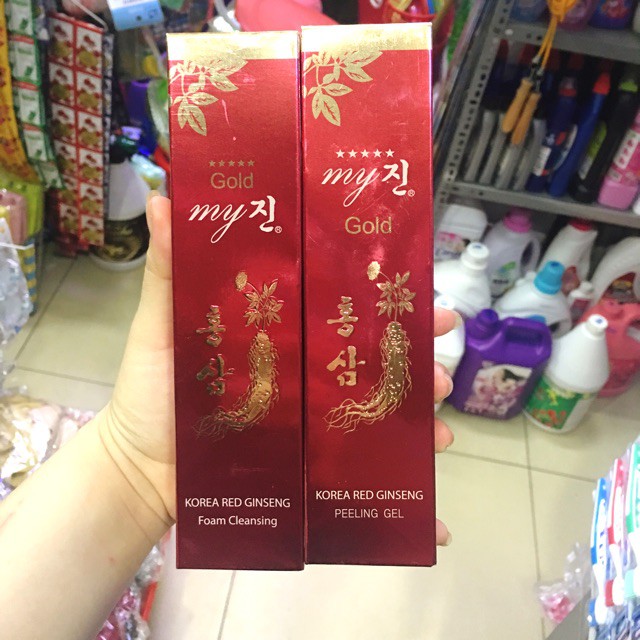 ★★★★★
Gold
my진®
홍
삼
KOREA RED GINSENG
Foam Cleansing
★★★★★
my진®
Gold
홍
삼
KOREA RED GINSENG
PEELING GEL